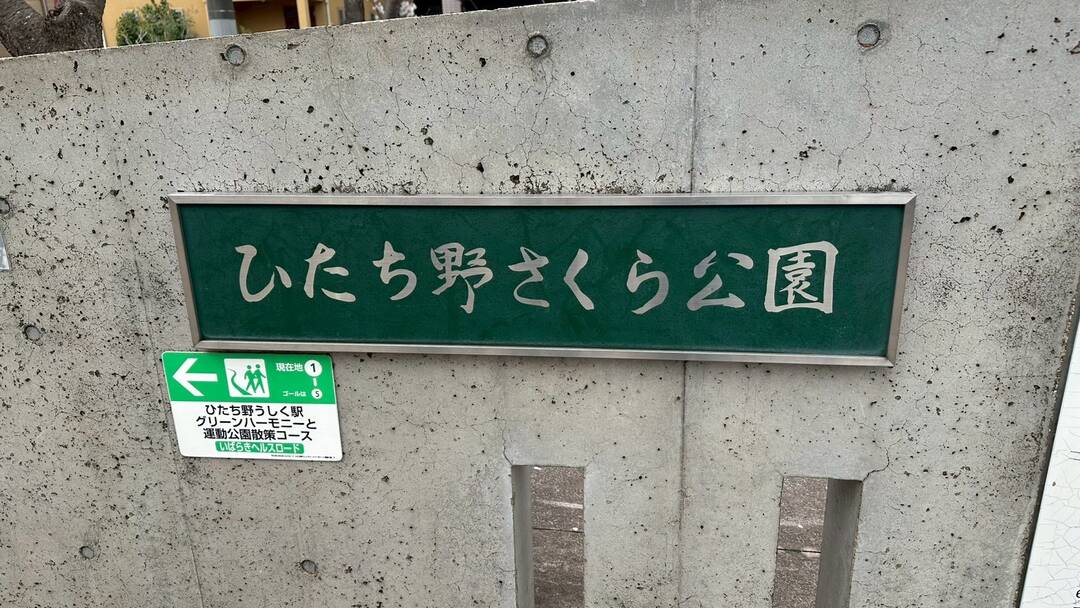 ひたち野さくら公園
現在地 1
ゴールは 5
ひたち野うしく駅
グリーンハーモニーと
運動公園散策コース
いばらきヘルスロード